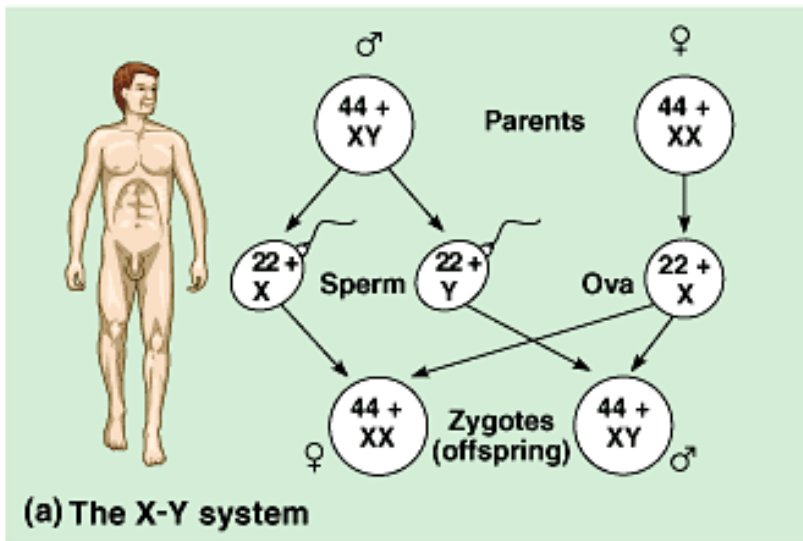 ♂
♀
44 +
XY
Parents
44 +
XX
22 +
X
Sperm
22 +
Y
Ova
22 +
X
44 +
XX
♀
Zygotes
(offspring)
44 +
XY
♂
(a) The X-Y system